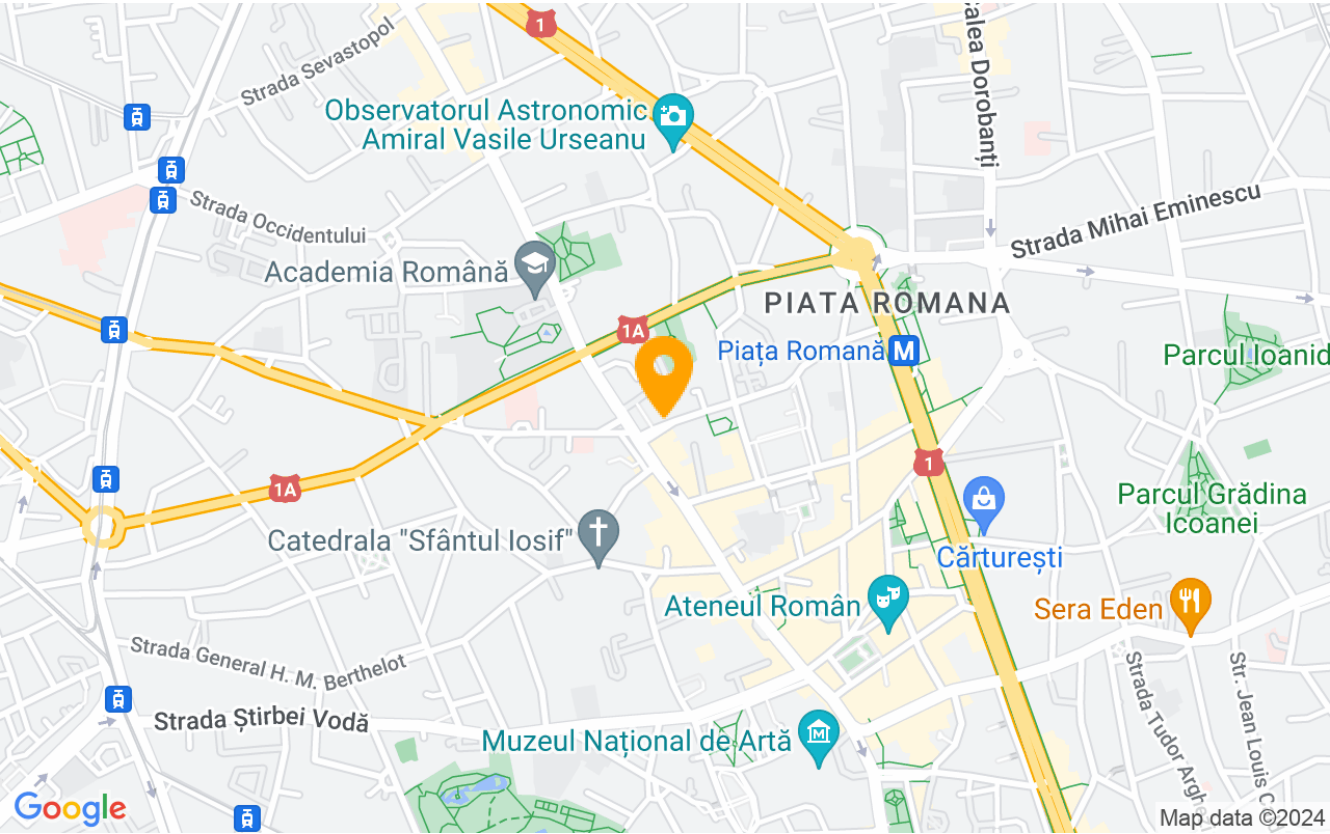 1
alea Dorobanți
Strada Sevastopol
Observatorul Astronomic
Amiral Vasile Urseanu
Strada Occidentului
Strada Mihai Eminescu
Academia Română
PIATA ROMANA
1A
Piața Romană
M
Parcul Ioanid
1A
1
Parcul Grădina
Icoanei
Catedrala "Sfântul Iosif"
Cărturești
Ateneul Român
Sera Eden
Strada General H. M. Berthelot
Strada Știrbei Vodă
Strada Tudor Arghe
Str. Jean Louis C
Muzeul Național de Artă
M
Google
Map data ©2024